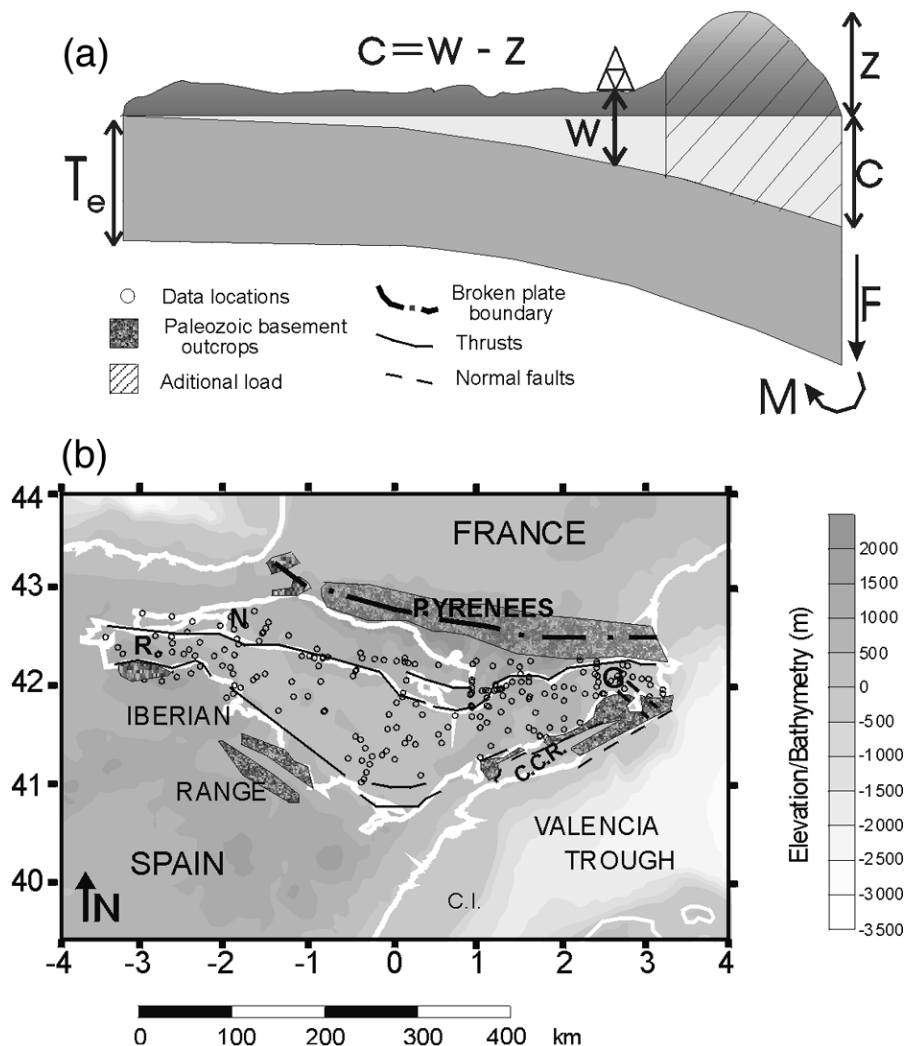 (a)
C=W - Z
Z
W
C
Te
F
M
Data locations
Paleozoic basement
outcrops
Aditional load
Broken plate
boundary
Thrusts
Normal faults
(b)
44
43
42
41
40
FRANCE
PYRENEES
N
R.
G
IBERIAN
RANGE
C.C.R.
VALENCIA
TROUGH
SPAIN
C.I.
N
-4 -3 -2 -1 0 1 2 3 4
0 100 200 300 400
km
Elevation/Bathymetry (m)
2000
1500
1000
500
0
-500
-1000
-1500
-2000
-2500
-3000
-3500